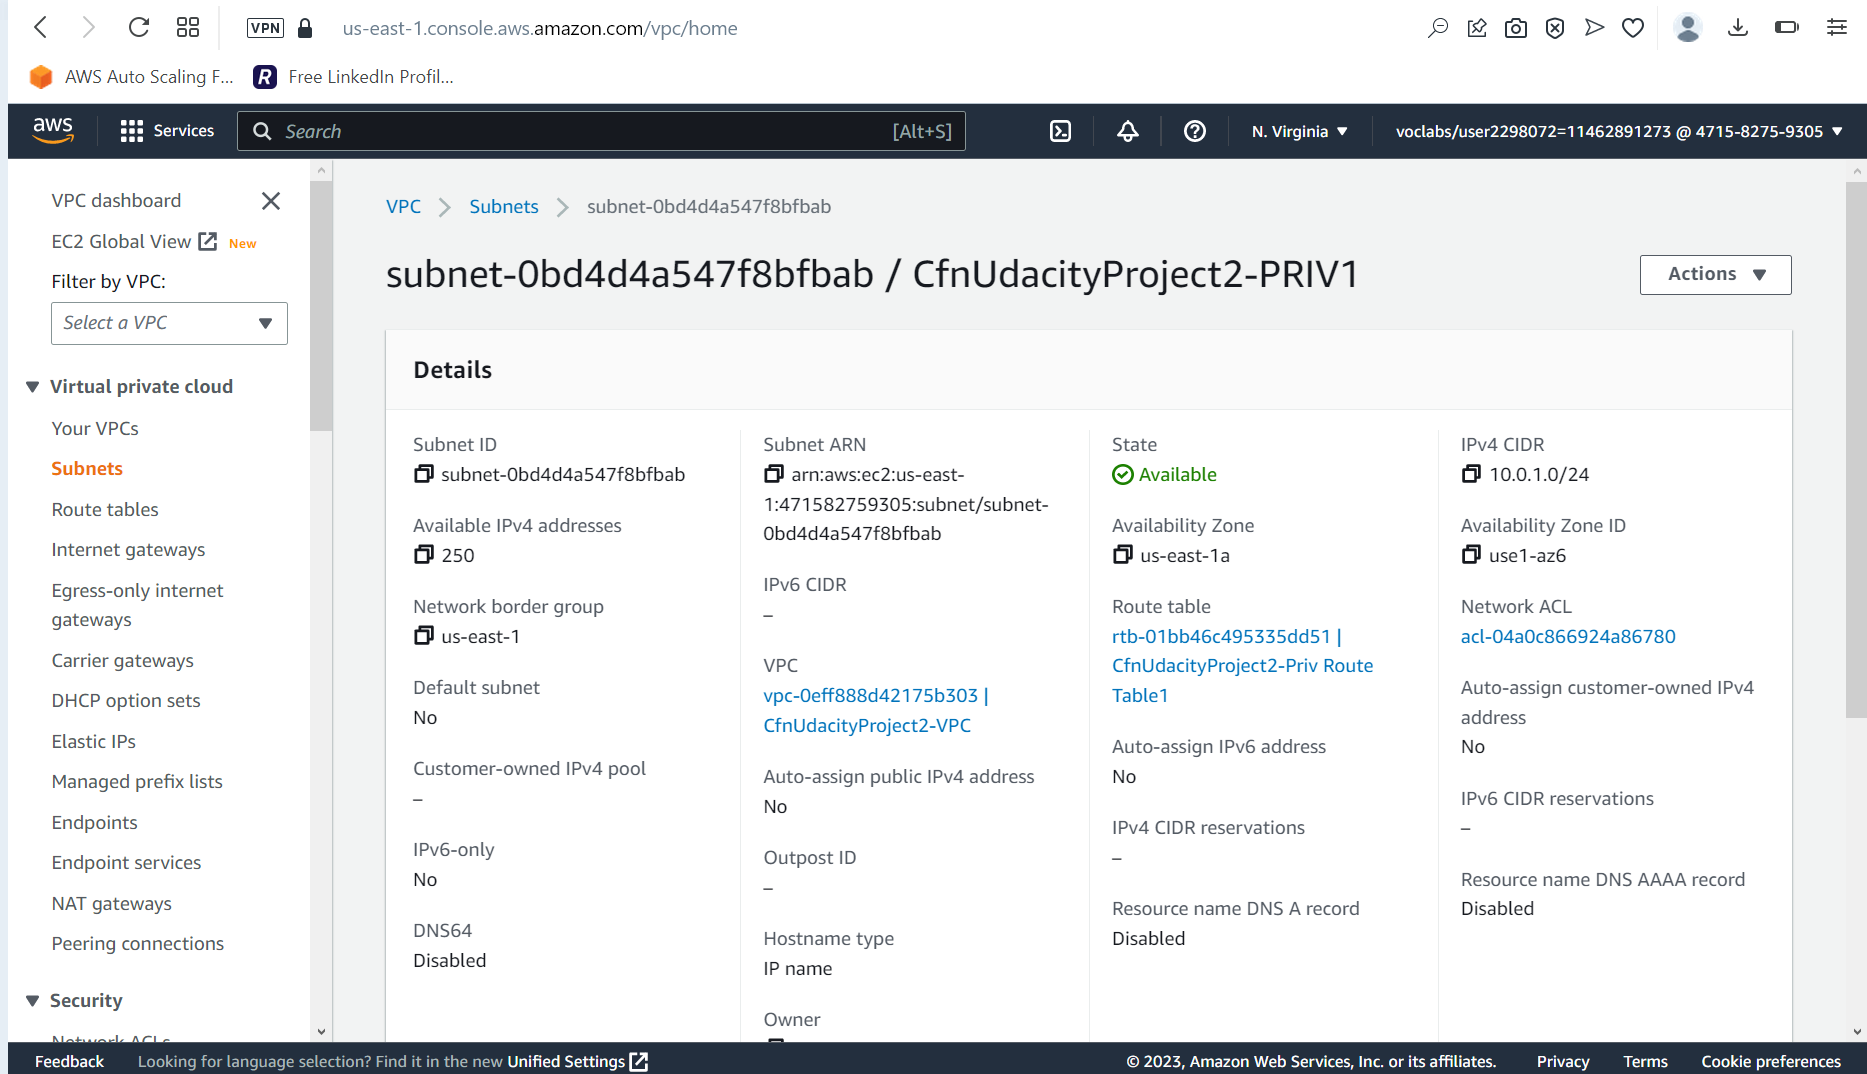 VPN us-east-1.console.aws.amazon.com/vpc/home
AWS Auto Scaling F... R Free LinkedIn Profil...
aws Services Search [Alt+S] N. Virginia voclabs/user2298072=11462891273 @ 4715-8275-9305
VPC dashboard
EC2 Global View New
Filter by VPC:
Select a VPC
Virtual private cloud
Your VPCs
Subnets
Route tables
Internet gateways
Egress-only internet
gateways
Carrier gateways
DHCP option sets
Elastic IPs
Managed prefix lists
Endpoints
Endpoint services
NAT gateways
Peering connections
Security
Network ACLs
VPC Subnets subnet-0bd4d4a547f8bfbab
subnet-0bd4d4a547f8bfbab / CfnUdacityProject2-PRIV1
Actions
Details
Subnet ID
subnet-0bd4d4a547f8bfbab
Available IPv4 addresses
250
Network border group
us-east-1
Default subnet
No
Customer-owned IPv4 pool
–
IPv6-only
No
DNS64
Disabled
Subnet ARN
arn:aws:ec2:us-east-
1:471582759305:subnet/subnet-
0bd4d4a547f8bfbab
IPv6 CIDR
–
VPC
vpc-0eff888d42175b303 |
CfnUdacityProject2-VPC
Auto-assign public IPv4 address
No
Outpost ID
–
Hostname type
IP name
Owner
State
Available
Availability Zone
us-east-1a
Route table
rtb-01bb46c495335dd51 |
CfnUdacityProject2-Priv Route
Table1
Auto-assign IPv6 address
No
IPv4 CIDR reservations
–
Resource name DNS A record
Disabled
IPv4 CIDR
10.0.1.0/24
Availability Zone ID
use1-az6
Network ACL
acl-04a0c866924a86780
Auto-assign customer-owned IPv4
address
No
IPv6 CIDR reservations
–
Resource name DNS AAAA record
Disabled
Feedback Looking for language selection? Find it in the new Unified Settings © 2023, Amazon Web Services, Inc. or its affiliates. Privacy Terms Cookie preferences